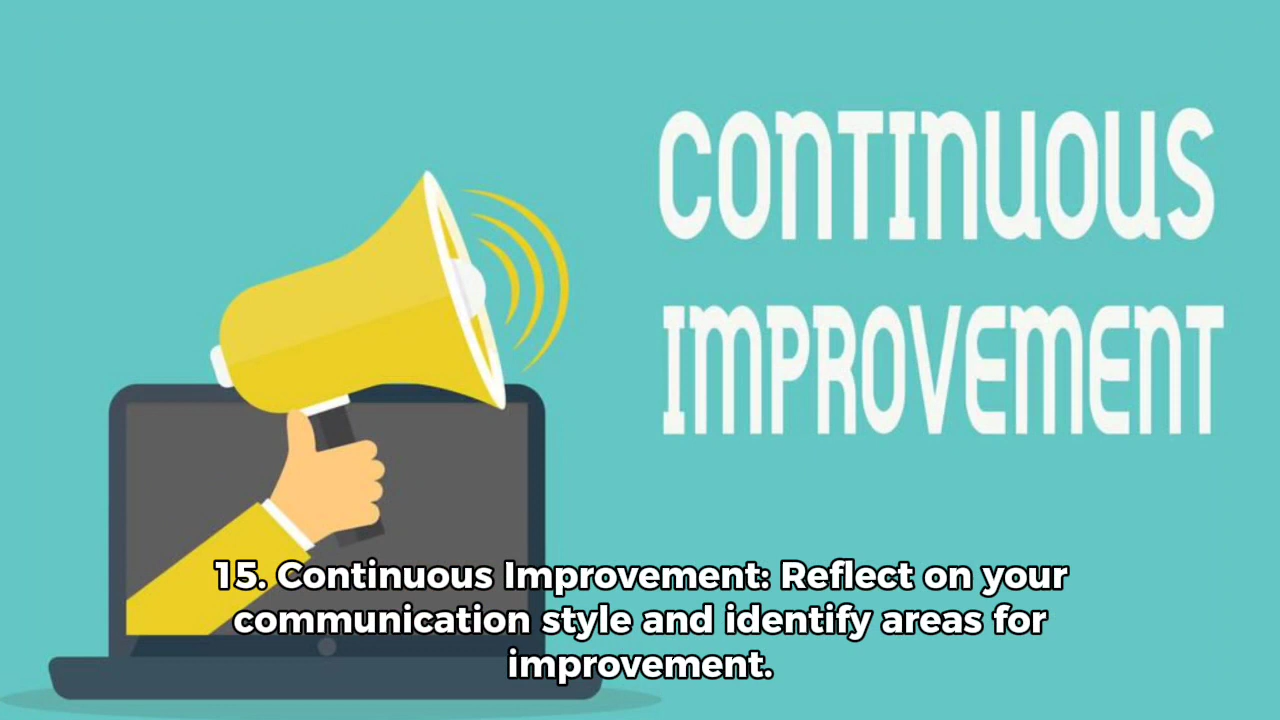 CONTINUOUS
IMPROVEMENT
15. Continuous Improvement: Reflect on your
communication style and identify areas for
improvement.